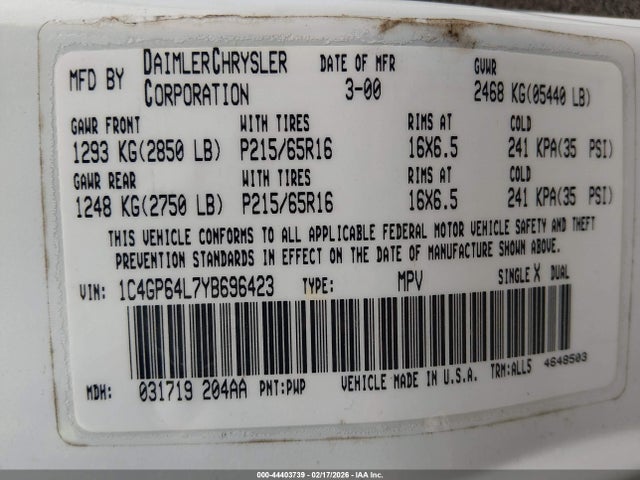 MFD BY DAIMLERCHRYSLER CORPORATION DATE OF MFR 3-00 GVWR 2468 KG(05440 LB)
GAWR FRONT WITH TIRES RIMS AT COLD
1293 KG(2850 LB) P215/65R16 16X6.5 241 KPA(35 PSI)
GAWR REAR WITH TIRES RIMS AT COLD
1248 KG(2750 LB) P215/65R16 16X6.5 241 KPA(35 PSI)
THIS VEHICLE CONFORMS TO ALL APPLICABLE FEDERAL MOTOR VEHICLE SAFETY AND THEFT
PREVENTION STANDARDS IN EFFECT ON THE DATE OF MANUFACTURE SHOWN ABOVE.
VIN: 1C4GP64L7YB696423 TYPE: MPV SINGLE X DUAL
MDH: 031719 204AA PNT:PWP VEHICLE MADE IN U.S.A. TRM:ALL5 4648503
000-44403739 | 02/17/2026 | IAA Inc.